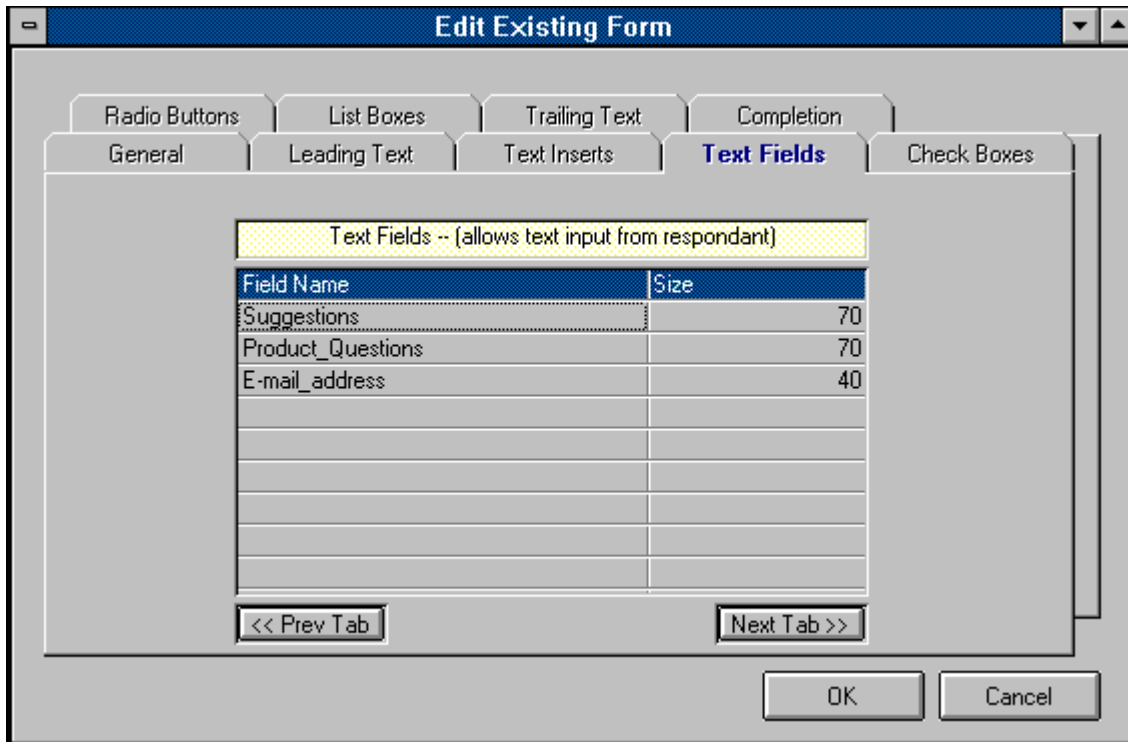 Edit Existing Form
Radio Buttons List Boxes Trailing Text Completion
General Leading Text Text Inserts Text Fields Check Boxes
Text Fields -- (allows text input from respondant)
Field Name Size
Suggestions 70
Product_Questions 70
E-mail_address 40
<< Prev Tab Next Tab >>
OK Cancel